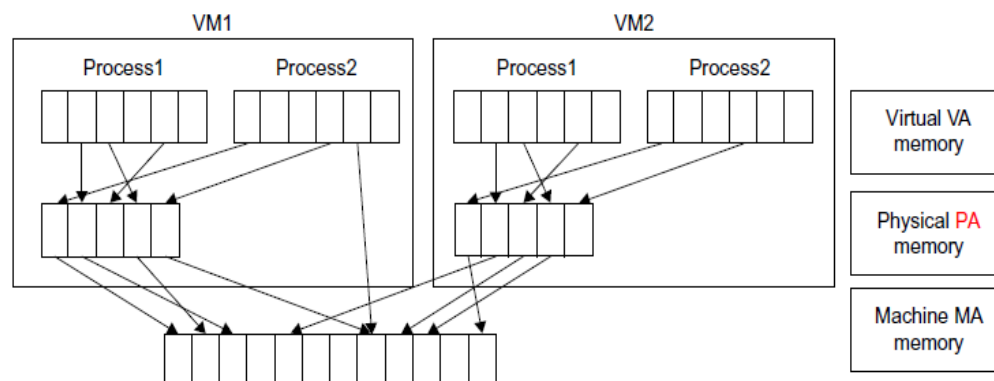 VM1
VM2
Process1
Process2
Process1
Process2
Virtual VA
memory
Physical PA
memory
Machine MA
memory